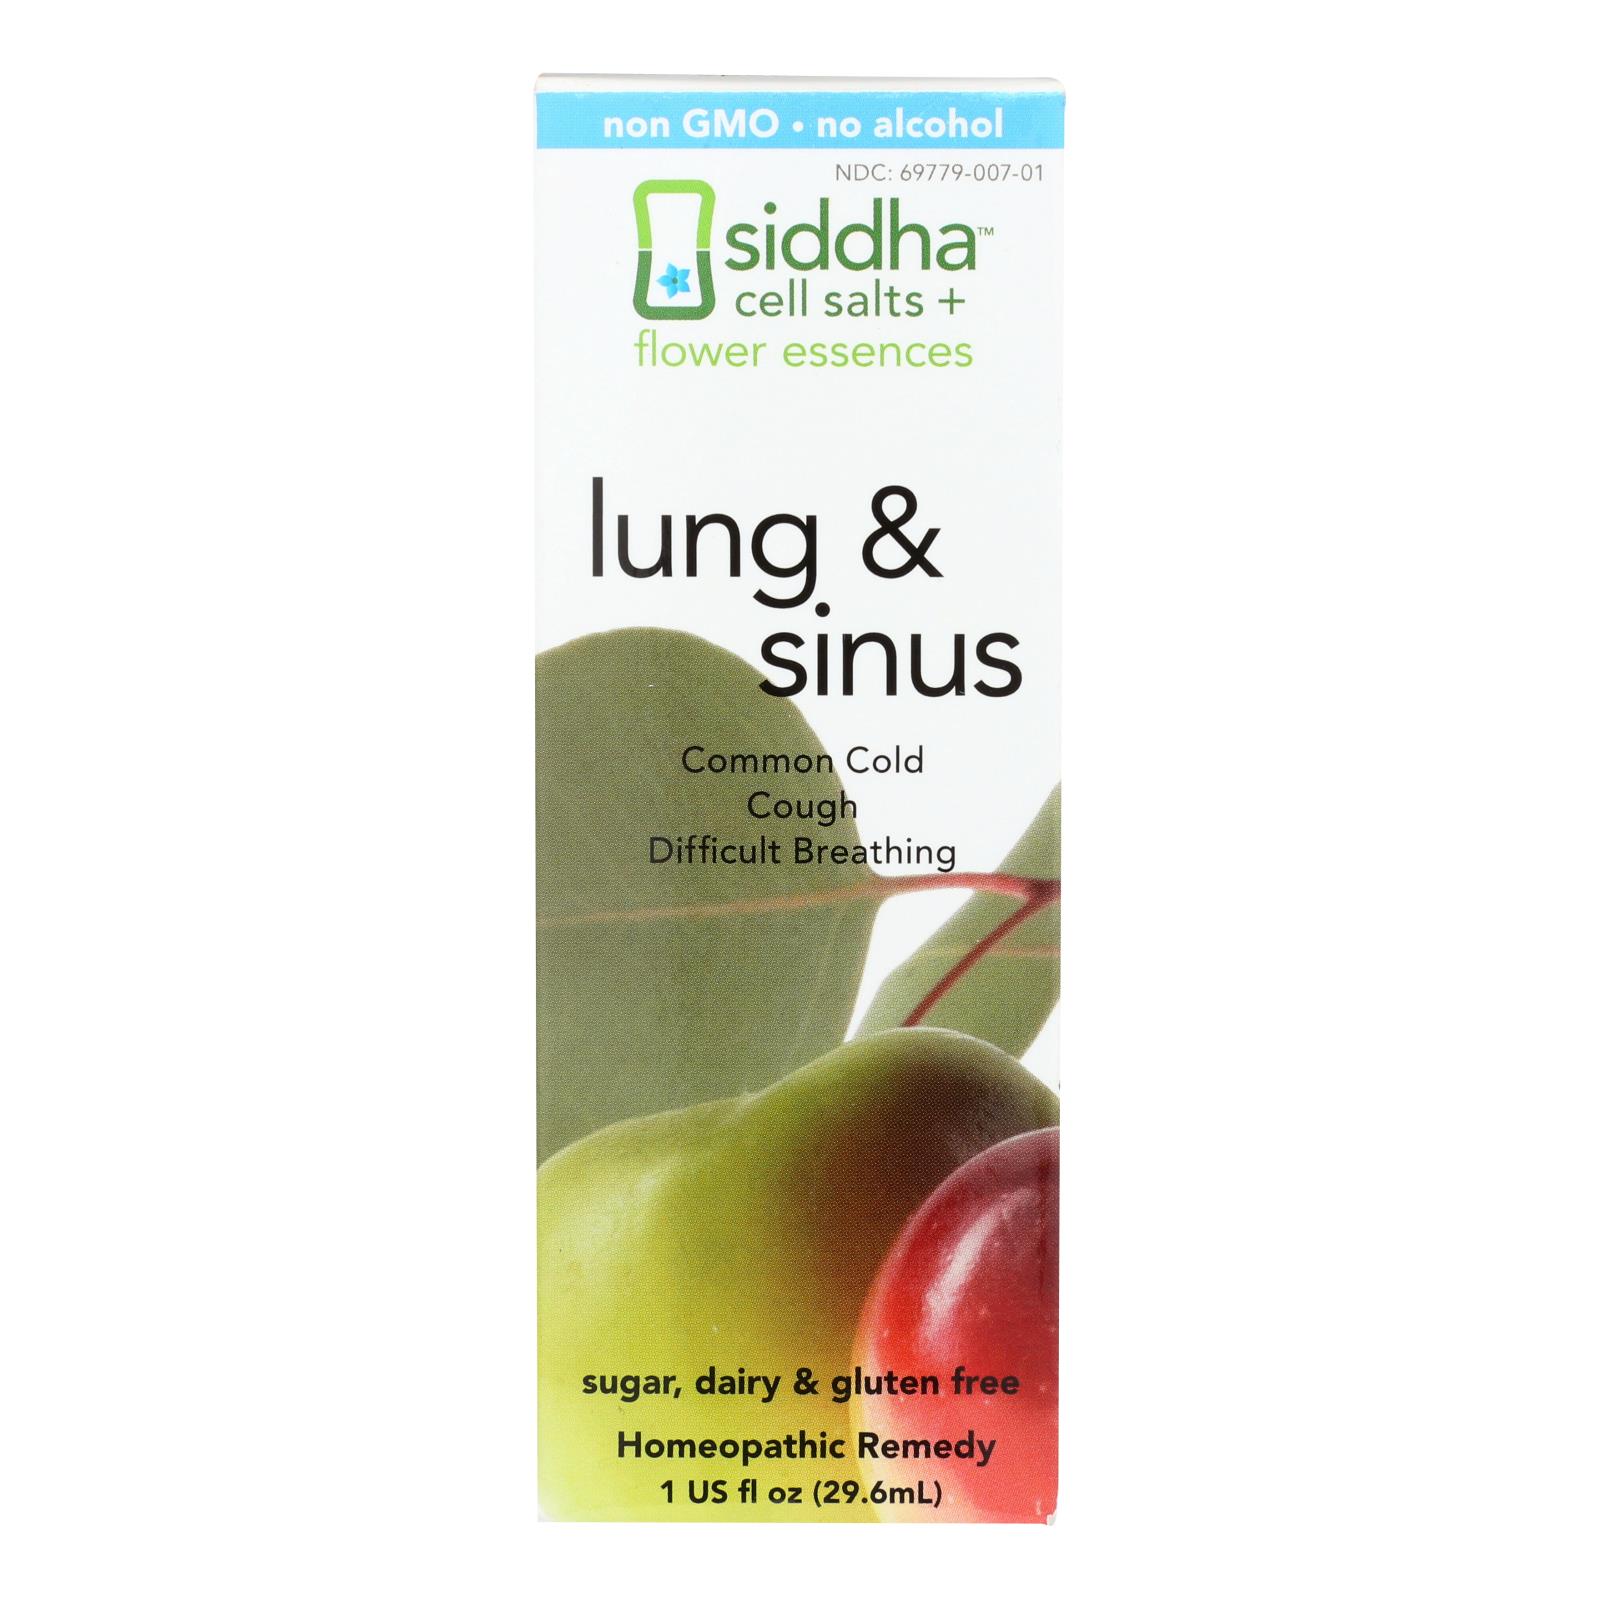 non GMO • no alcohol
NDC: 69779-007-01
siddha™
cell salts +
flower essences
lung &
sinus
Common Cold
Cough
Difficult Breathing
sugar, dairy & gluten free
Homeopathic Remedy
1 US fl oz (29.6mL)